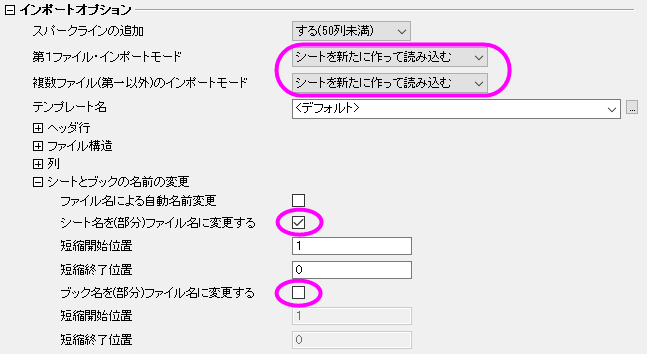 インポートオプション
スパークラインの追加 する(50列未満)
第1ファイル・インポートモード シートを新たに作って読み込む
複数ファイル(第一以外)のインポートモード シートを新たに作って読み込む
テンプレート名 <デフォルト> ...
ヘッダ行
ファイル構造
列
シートとブックの名前の変更
ファイル名による自動名前変更
シート名を(部分)ファイル名に変更する
短縮開始位置 1
短縮終了位置 0
ブック名を(部分)ファイル名に変更する
短縮開始位置 1
短縮終了位置 0